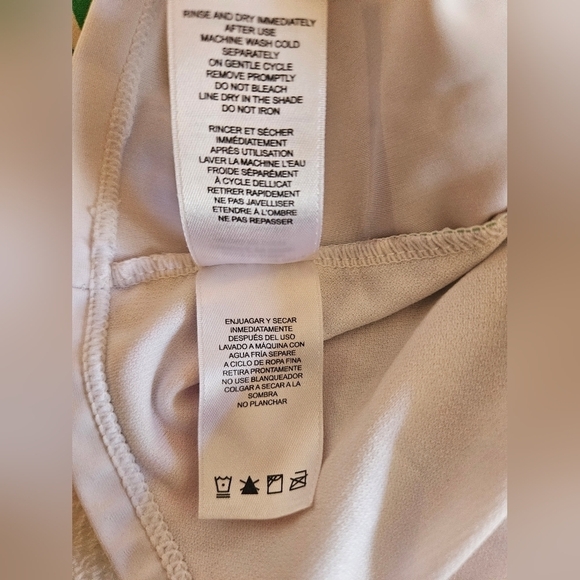 RINSE AND DRY IMMEDIATELY
AFTER USE
MACHINE WASH COLD
SEPARATELY
ON GENTLE CYCLE
REMOVE PROMPTLY
DO NOT BLEACH
LINE DRY IN THE SHADE
DO NOT IRON
RINCER ET SÉCHER
IMMÉDIATEMENT
APRÈS UTILISATION
LAVER LA MACHINE L'EAU
FROIDE SÉPARÉMENT
À CYCLE DELLICAT
RETIRER RAPIDEMENT
NE PAS JAVELLISER
ETENDRE À L'OMBRE
NE PAS REPASSER
ENJUAGAR Y SECAR
INMEDIATAMENTE
DESPUÉS DEL USO
LAVADO A MÁQUINA CON
AGUA FRÍA SEPARE
A CICLO DE ROPA FINA
RETIRA PRONTAMENTE
NO USE BLANQUEADOR
COLGAR A SECAR A LA
SOMBRA
NO PLANCHAR